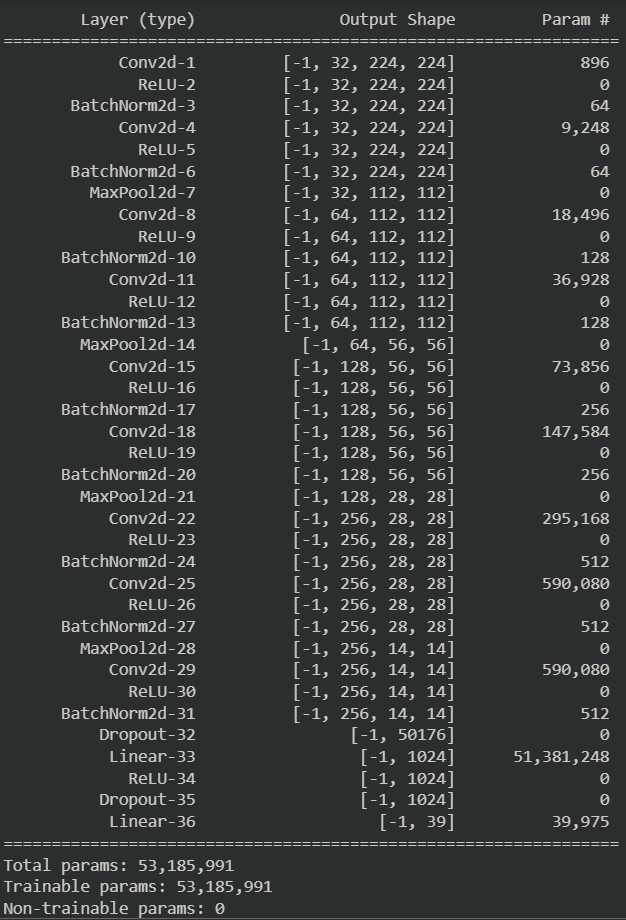 Layer (type) Output Shape Param #
================================================================
Conv2d-1 [-1, 32, 224, 224] 896
ReLU-2 [-1, 32, 224, 224] 0
BatchNorm2d-3 [-1, 32, 224, 224] 64
Conv2d-4 [-1, 32, 224, 224] 9,248
ReLU-5 [-1, 32, 224, 224] 0
BatchNorm2d-6 [-1, 32, 224, 224] 64
MaxPool2d-7 [-1, 32, 112, 112] 0
Conv2d-8 [-1, 64, 112, 112] 18,496
ReLU-9 [-1, 64, 112, 112] 0
BatchNorm2d-10 [-1, 64, 112, 112] 128
Conv2d-11 [-1, 64, 112, 112] 36,928
ReLU-12 [-1, 64, 112, 112] 0
BatchNorm2d-13 [-1, 64, 112, 112] 128
MaxPool2d-14 [-1, 64, 56, 56] 0
Conv2d-15 [-1, 128, 56, 56] 73,856
ReLU-16 [-1, 128, 56, 56] 0
BatchNorm2d-17 [-1, 128, 56, 56] 256
Conv2d-18 [-1, 128, 56, 56] 147,584
ReLU-19 [-1, 128, 56, 56] 0
BatchNorm2d-20 [-1, 128, 56, 56] 256
MaxPool2d-21 [-1, 128, 28, 28] 0
Conv2d-22 [-1, 256, 28, 28] 295,168
ReLU-23 [-1, 256, 28, 28] 0
BatchNorm2d-24 [-1, 256, 28, 28] 512
Conv2d-25 [-1, 256, 28, 28] 590,080
ReLU-26 [-1, 256, 28, 28] 0
BatchNorm2d-27 [-1, 256, 28, 28] 512
MaxPool2d-28 [-1, 256, 14, 14] 0
Conv2d-29 [-1, 256, 14, 14] 590,080
ReLU-30 [-1, 256, 14, 14] 0
BatchNorm2d-31 [-1, 256, 14, 14] 512
Dropout-32 [-1, 50176] 0
Linear-33 [-1, 1024] 51,381,248
ReLU-34 [-1, 1024] 0
Dropout-35 [-1, 1024] 0
Linear-36 [-1, 39] 39,975
================================================================
Total params: 53,185,991
Trainable params: 53,185,991
Non-trainable params: 0